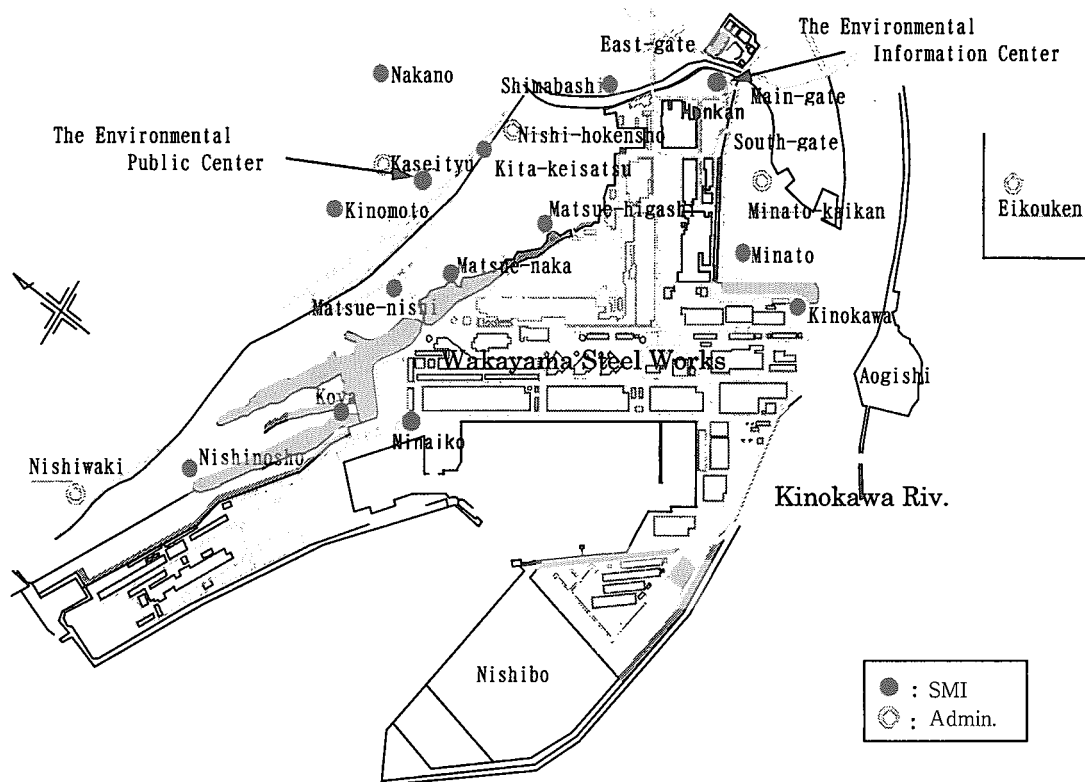 The Environmental
Information Center
East-gate
Nakano
Shimabashi
Main-gate
Honkan
The Environmental
Public Center
Nishi-hokensho
South-gate
Kaseityu
Kita-keisatsu
Kinomoto
Matsue-higashi
Minato-kaikan
Eikouken
Minato
Matsue-naka
Matsue-nishi
Kinokawa
Wakayama Steel Works
Aogishi
Koya
Ninaiko
Nishiwaki
Nishinosho
Kinokawa Riv.
Nishibo
: SMI
: Admin.